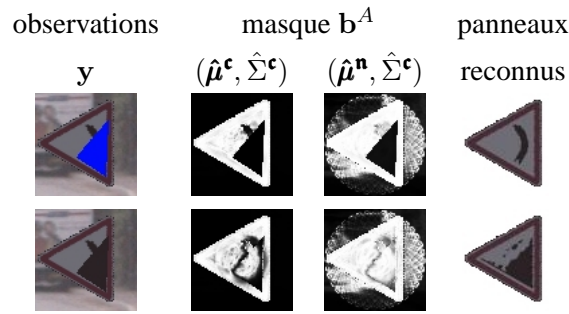 observations masque b^A panneaux
y (μ̂^𝖈, Σ̂^𝖈) (μ̂^𝖓, Σ̂^𝖈) reconnus